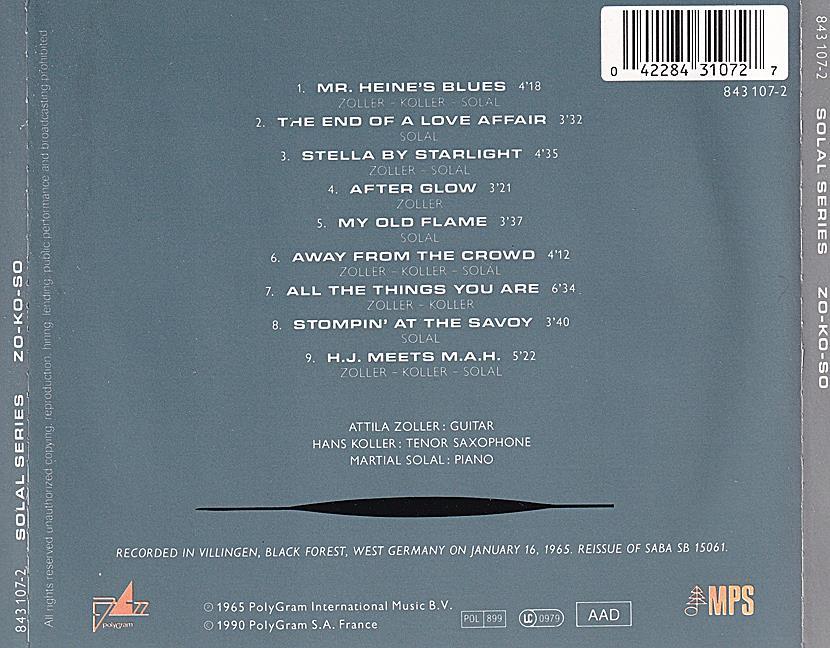 0 42284 31072 7
843 107-2
1. MR. HEINE'S BLUES 4'18
ZOLLER - KOLLER - SOLAL
2. THE END OF A LOVE AFFAIR 3'32
SOLAL
3. STELLA BY STARLIGHT 4'35
ZOLLER - SOLAL
4. AFTER GLOW 3'21
ZOLLER
5. MY OLD FLAME 3'37
SOLAL
6. AWAY FROM THE CROWD 4'12
ZOLLER - KOLLER - SOLAL
7. ALL THE THINGS YOU ARE 6'34
ZOLLER - KOLLER
8. STOMPIN' AT THE SAVOY 3'40
SOLAL
9. H.J. MEETS M.A.H. 5'22
ZOLLER - KOLLER - SOLAL
ATTILA ZOLLER : GUITAR
HANS KOLLER : TENOR SAXOPHONE
MARTIAL SOLAL : PIANO
RECORDED IN VILLINGEN, BLACK FOREST, WEST GERMANY ON JANUARY 16, 1965. REISSUE OF SABA SB 15061.
℗ 1965 PolyGram International Music B.V.
© 1990 PolyGram S.A. France
polyGram
JAZZ
POL 899
LC 0979
AAD
MPS
843 107-2 SOLAL SERIES ZO-KO-SO
All rights reserved unauthorized copying, reproduction, hiring, lending, public performance and broadcasting prohibited
843 107-2 SOLAL SERIES ZO-KO-SO